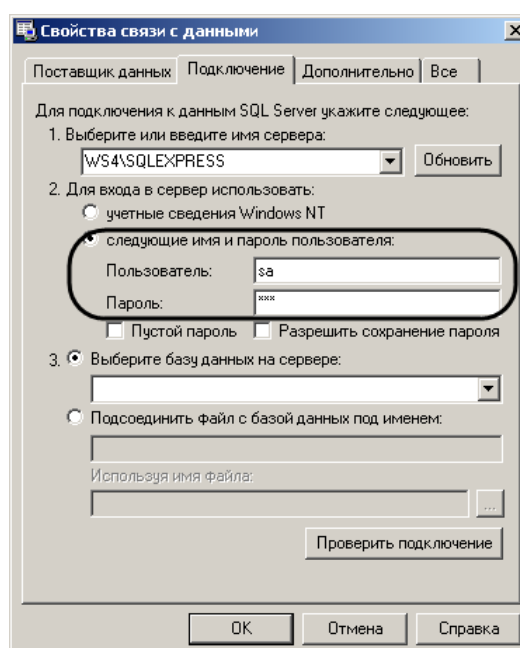 Свойства связи с данными
Поставщик данных Подключение Дополнительно Все
Для подключения к данным SQL Server укажите следующее:
1. Выберите или введите имя сервера:
WS4\SQLEXPRESS Обновить
2. Для входа в сервер использовать:
учетные сведения Windows NT
следующие имя и пароль пользователя:
Пользователь: sa
Пароль: ***
Пустой пароль Разрешить сохранение пароля
3. Выберите базу данных на сервере:
Подсоединить файл с базой данных под именем:
Используя имя файла:
...
Проверить подключение
OK Отмена Справка